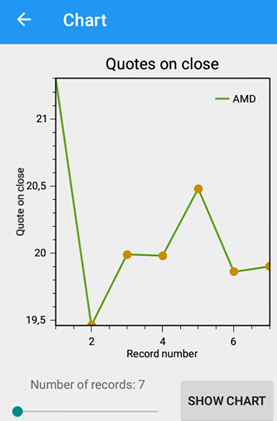 Chart
Quotes on close
AMD
21
20,5
20
19,5
Quote on close
2
4
6
Record number
Number of records: 7
SHOW CHART